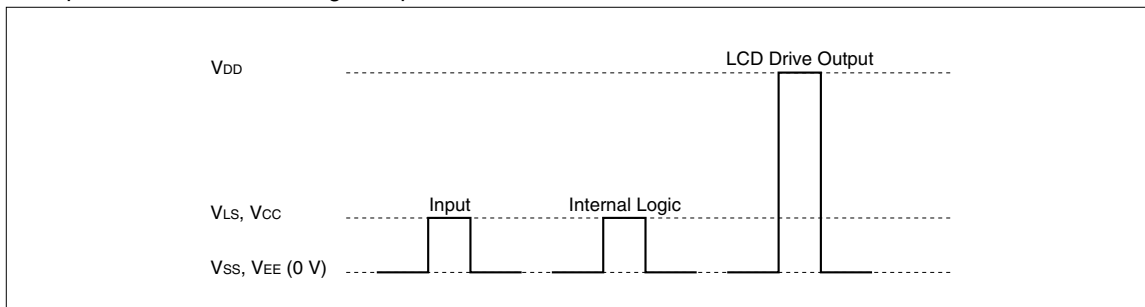 LCD Drive Output
VDD
Input
Internal Logic
VLS, VCC
VSS, VEE (0 V)